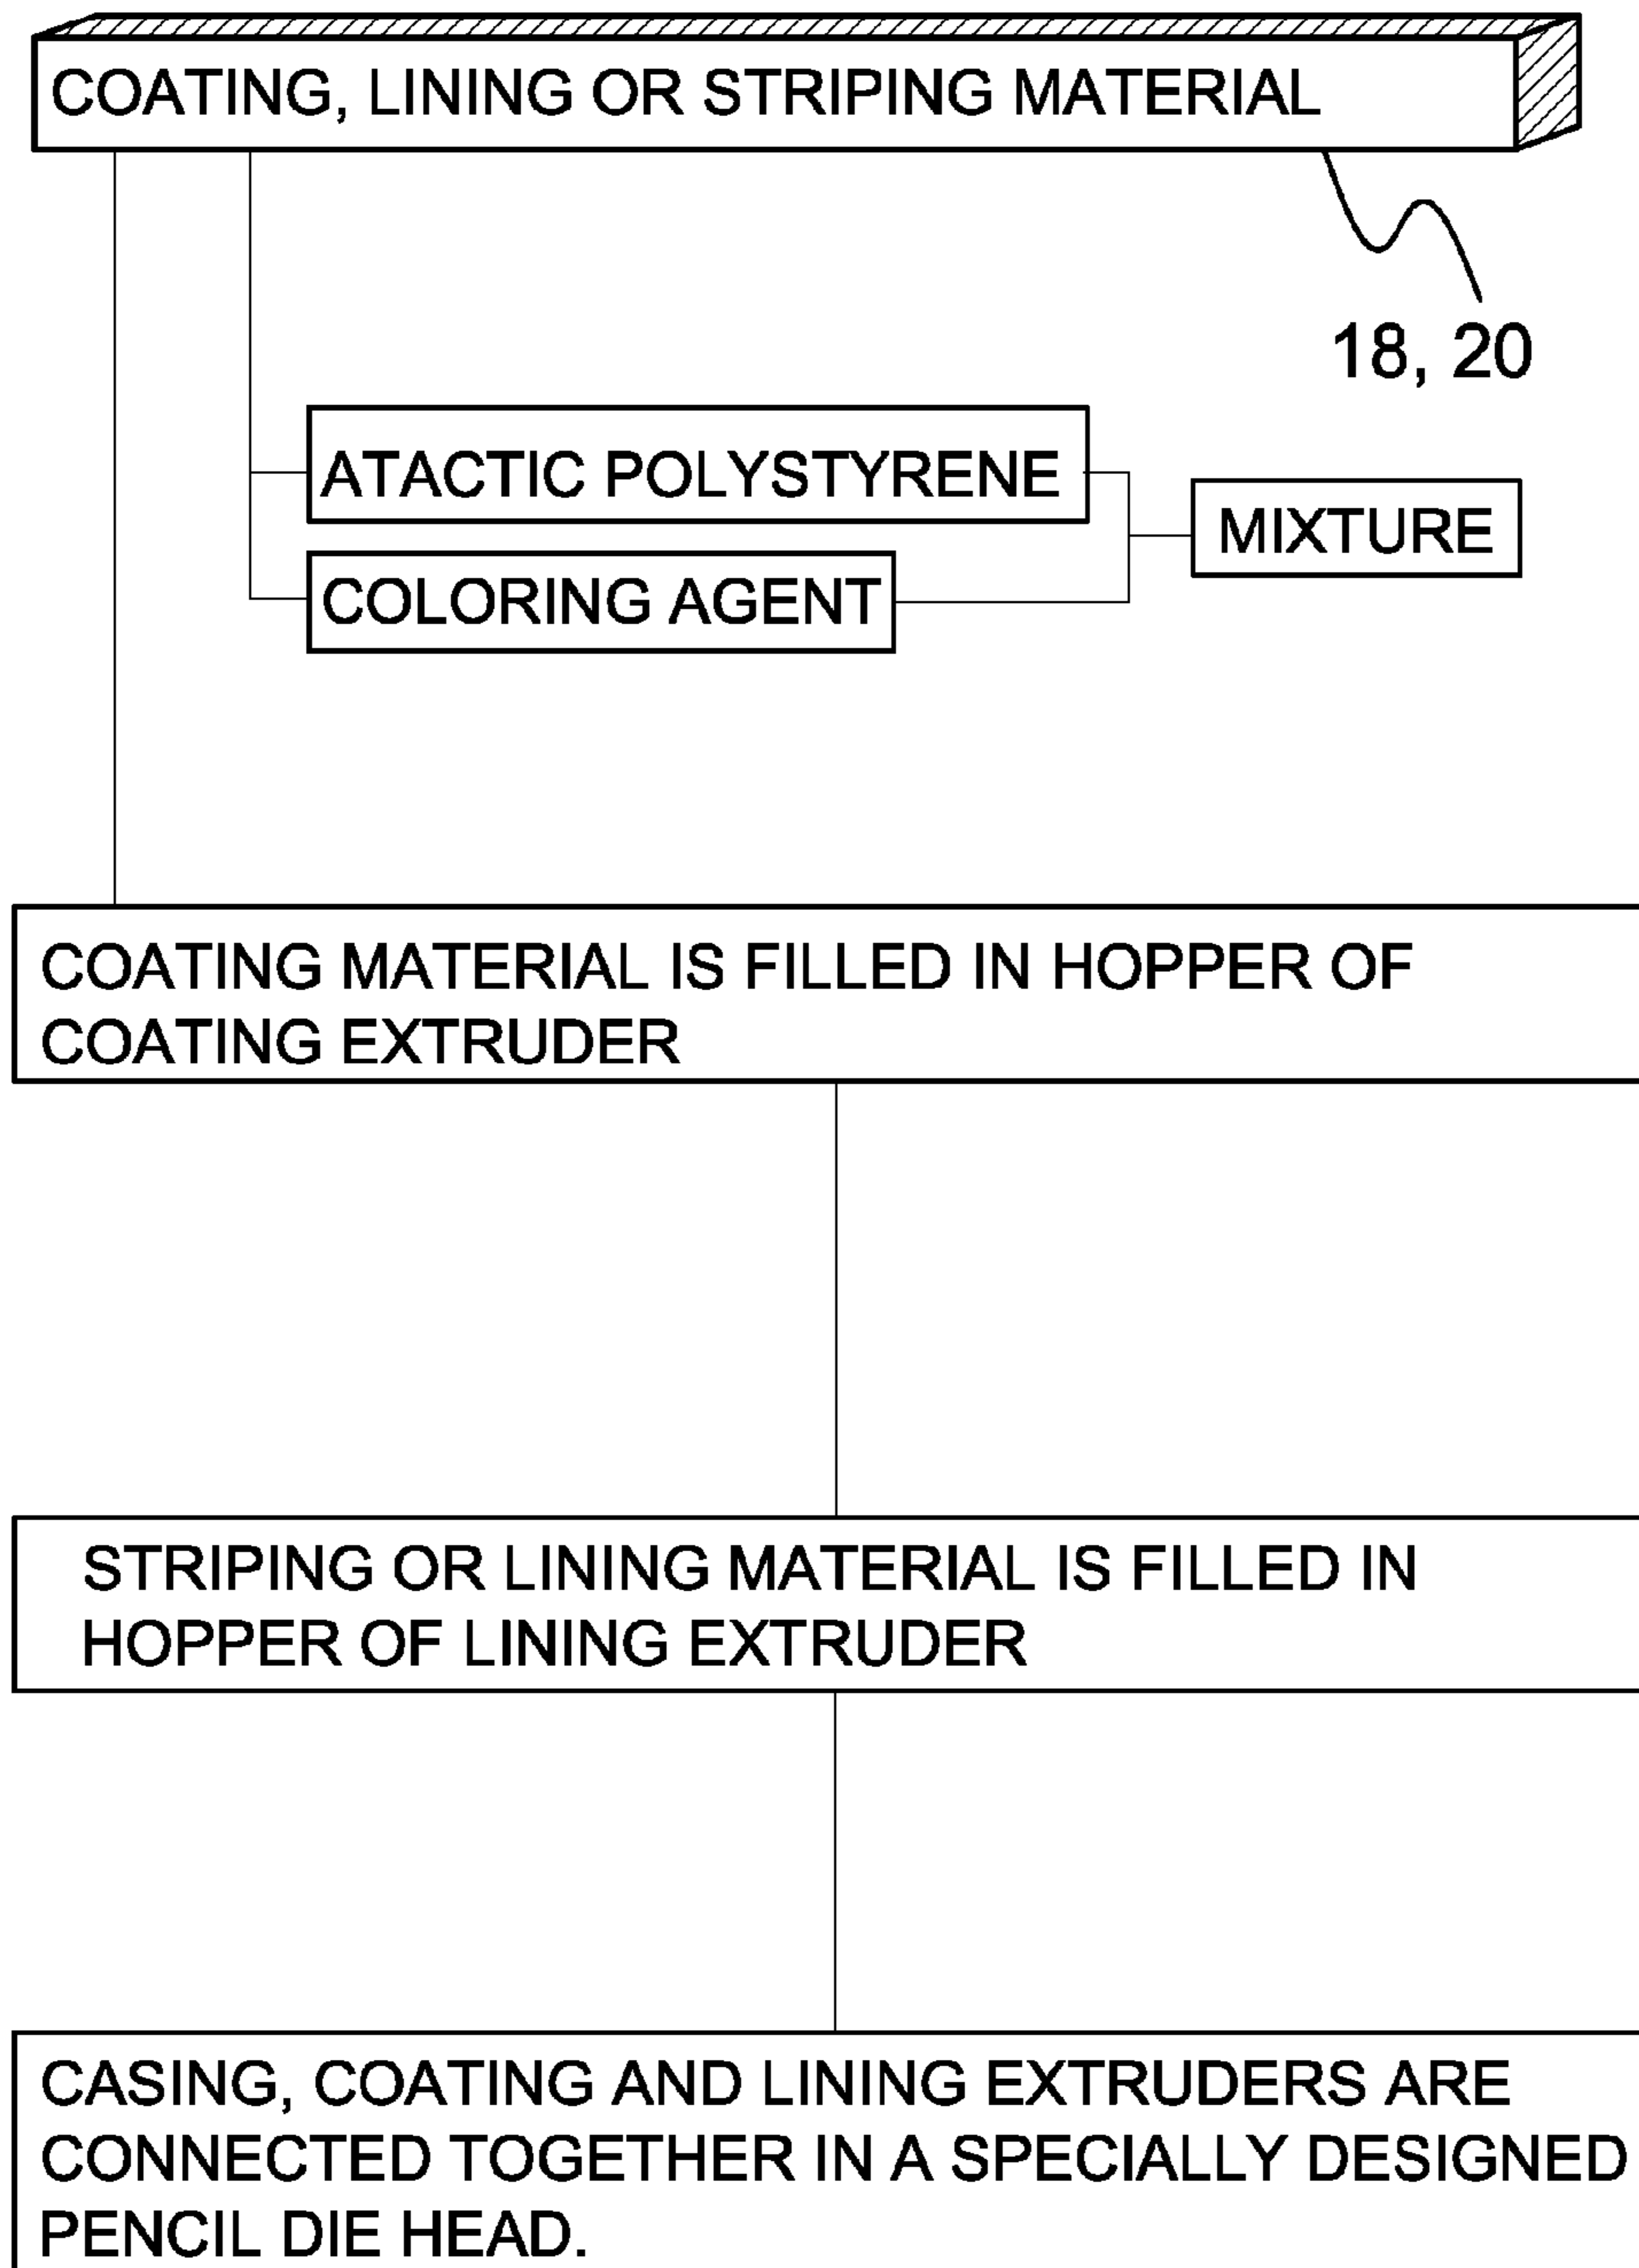 COATING, LINING OR STRIPING MATERIAL
18, 20
ATACTIC POLYSTYRENE
MIXTURE
COLORING AGENT
COATING MATERIAL IS FILLED IN HOPPER OF
COATING EXTRUDER
STRIPING OR LINING MATERIAL IS FILLED IN
HOPPER OF LINING EXTRUDER
CASING, COATING AND LINING EXTRUDERS ARE
CONNECTED TOGETHER IN A SPECIALLY DESIGNED
PENCIL DIE HEAD.